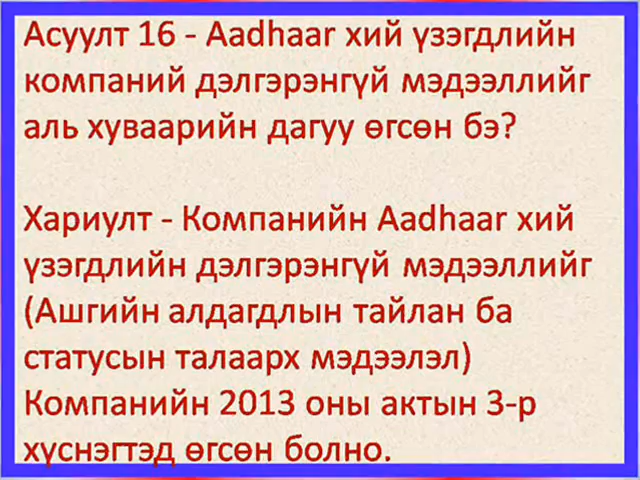 Асуулт 16 - Aadhaar хий үзэгдлийн
компаний дэлгэрэнгүй мэдээллийг
аль хуваарийн дагуу өгсөн бэ?
Хариулт - Компанийн Aadhaar хий
үзэгдлийн дэлгэрэнгүй мэдээллийг
(Ашгийн алдагдлын тайлан ба
статусын талаарх мэдээлэл)
Компанийн 2013 оны актын 3-р
хүснэгтэд өгсөн болно.